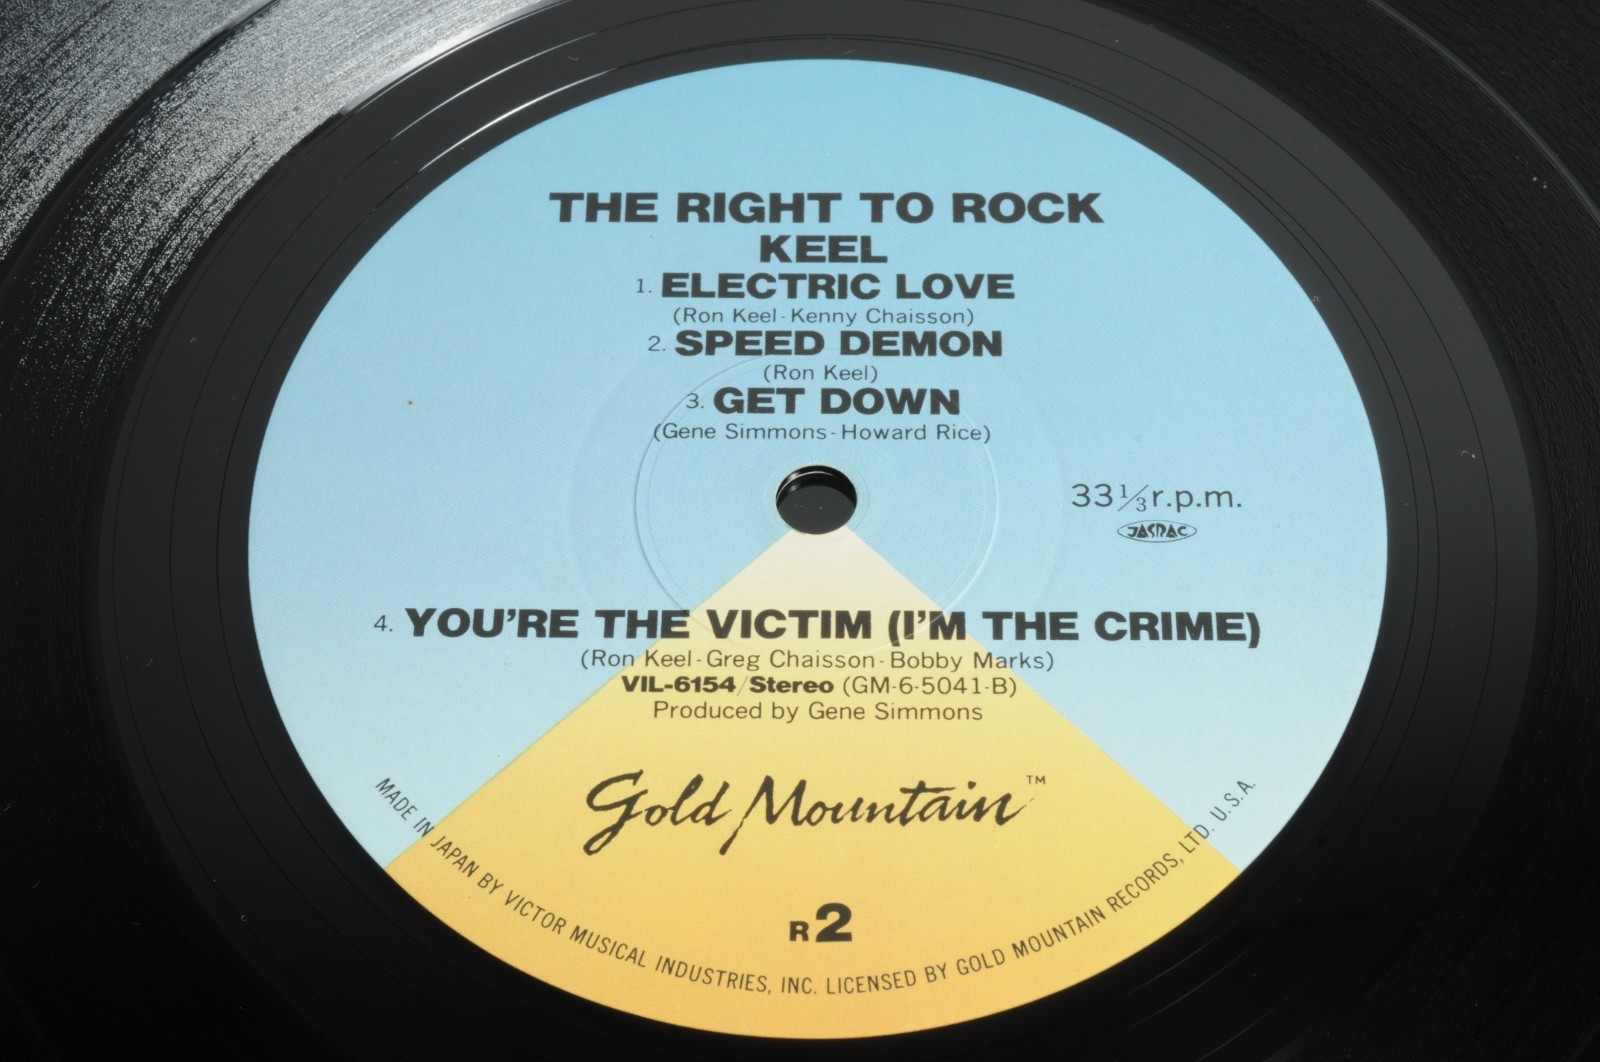 THE RIGHT TO ROCK
KEEL
1. ELECTRIC LOVE
(Ron Keel-Kenny Chaisson)
2. SPEED DEMON
(Ron Keel)
3. GET DOWN
(Gene Simmons-Howard Rice)
33⅓r.p.m.
JASRAC
4. YOU'RE THE VICTIM (I'M THE CRIME)
(Ron Keel-Greg Chaisson-Bobby Marks)
VIL-6154/Stereo (GM-6-5041-B)
Produced by Gene Simmons
Gold Mountain™
R2
MADE IN JAPAN BY VICTOR MUSICAL INDUSTRIES, INC. LICENSED BY GOLD MOUNTAIN RECORDS, LTD. U.S.A.